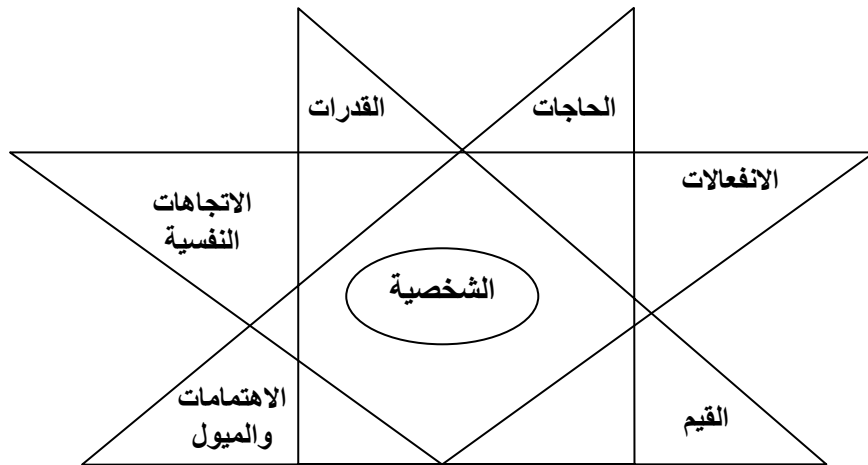 الحاجات
القدرات
الانفعالات
الاتجاهات
النفسية
الشخصية
القيم
الاهتمامات
والميول